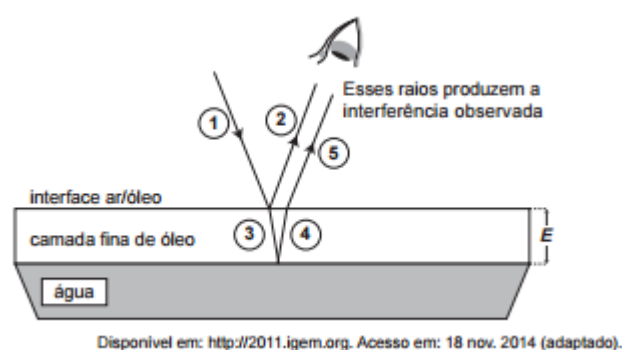 Esses raios produzem a
interferência observada
1
2
5
interface ar/óleo
camada fina de óleo
3
4
E
água
Disponível em: http://2011.igem.org. Acesso em: 18 nov. 2014 (adaptado).